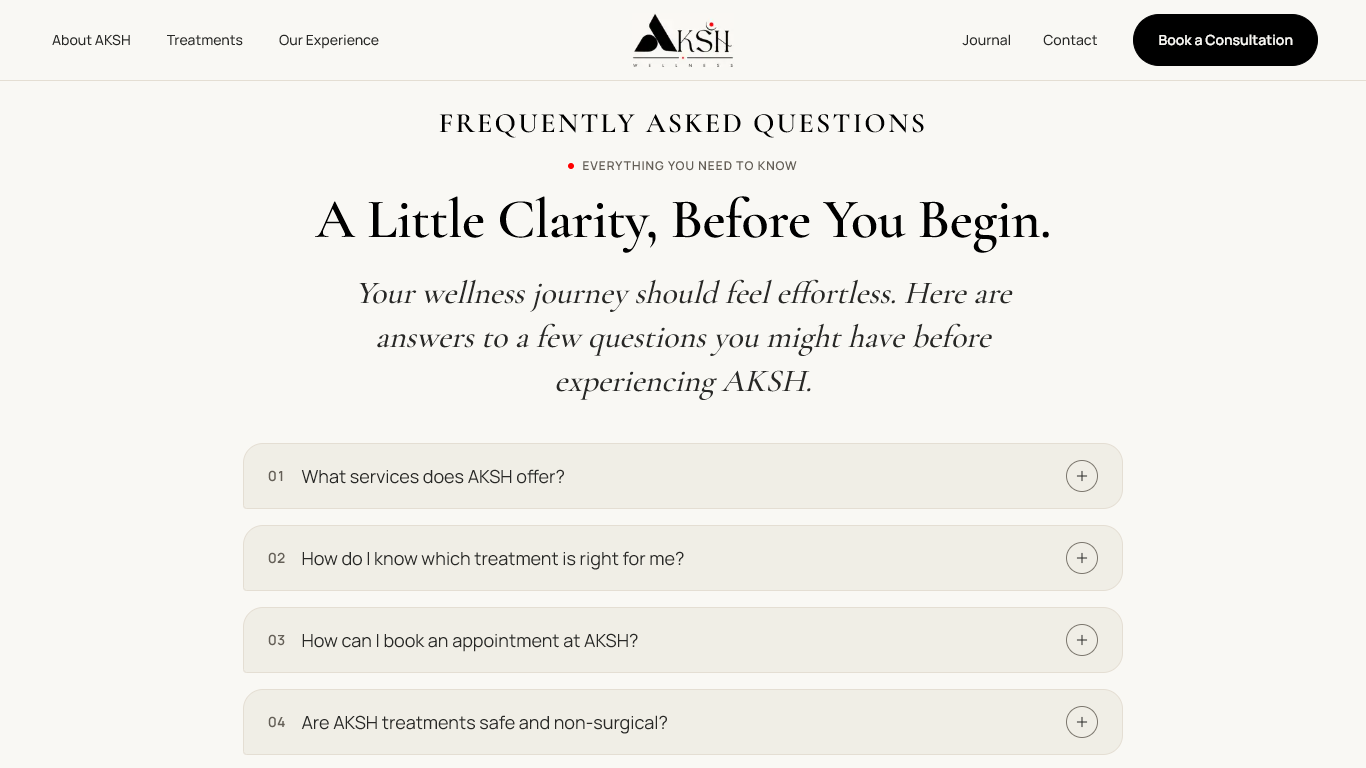 About AKSH
Treatments
Our Experience
AKSH
WELLNESS
Journal
Contact
Book a Consultation
FREQUENTLY ASKED QUESTIONS
EVERYTHING YOU NEED TO KNOW
A Little Clarity, Before You Begin.
Your wellness journey should feel effortless. Here are
answers to a few questions you might have before
experiencing AKSH.
01 What services does AKSH offer?
02 How do I know which treatment is right for me?
03 How can I book an appointment at AKSH?
04 Are AKSH treatments safe and non-surgical?